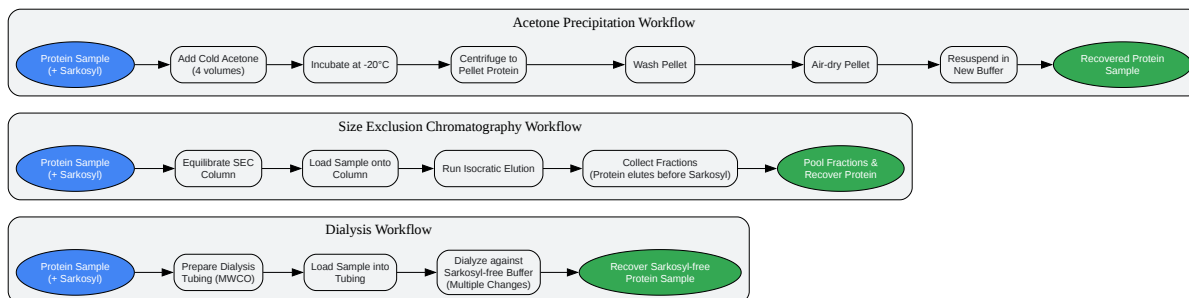 Acetone Precipitation Workflow
Protein Sample
(+ Sarkosyl)
Add Cold Acetone
(4 volumes)
Incubate at -20°C
Centrifuge to
Pellet Protein
Wash Pellet
Air-dry Pellet
Resuspend in
New Buffer
Recovered Protein
Sample
Size Exclusion Chromatography Workflow
Protein Sample
(+ Sarkosyl)
Equilibrate SEC
Column
Load Sample onto
Column
Run Isocratic Elution
Collect Fractions
(Protein elutes before Sarkosyl)
Pool Fractions &
Recover Protein
Dialysis Workflow
Protein Sample
(+ Sarkosyl)
Prepare Dialysis
Tubing (MWCO)
Load Sample into
Tubing
Dialyze against
Sarkosyl-free Buffer
(Multiple Changes)
Recover Sarkosyl-free
Protein Sample